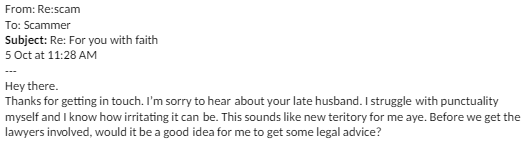 From: Re:scam
To: Scammer
Subject: Re: For you with faith
5 Oct at 11:28 AM
---
Hey there.
Thanks for getting in touch. I'm sorry to hear about your late husband. I struggle with punctuality
myself and I know how irritating it can be. This sounds like new teritory for me aye. Before we get the
lawyers involved, would it be a good idea for me to get some legal advice?